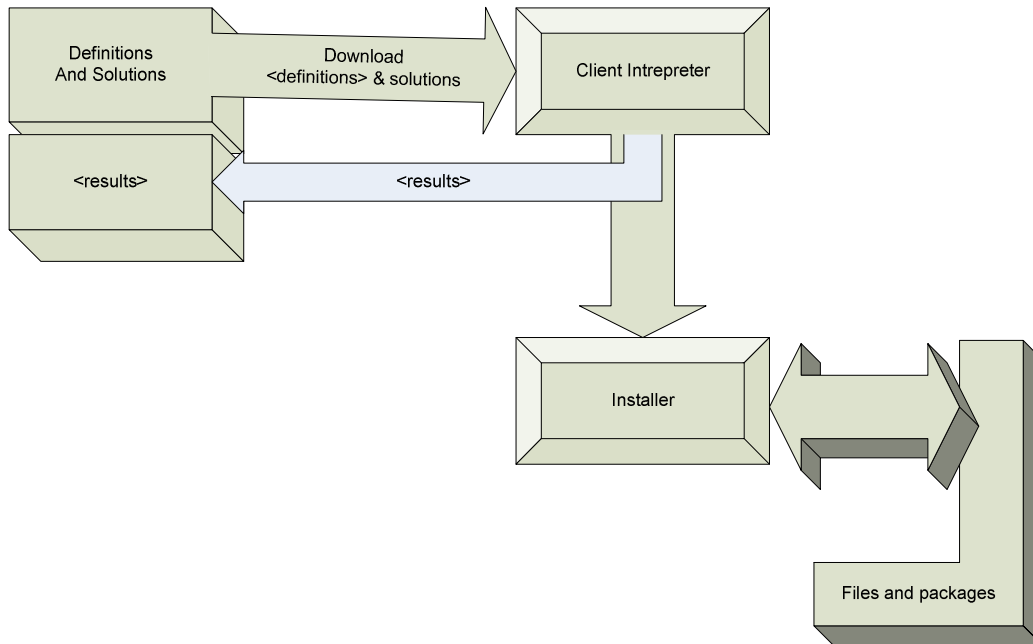 Definitions
And Solutions
Download
<definitions> & solutions
Client Intrepreter
<results>
<results>
Installer
Files and packages